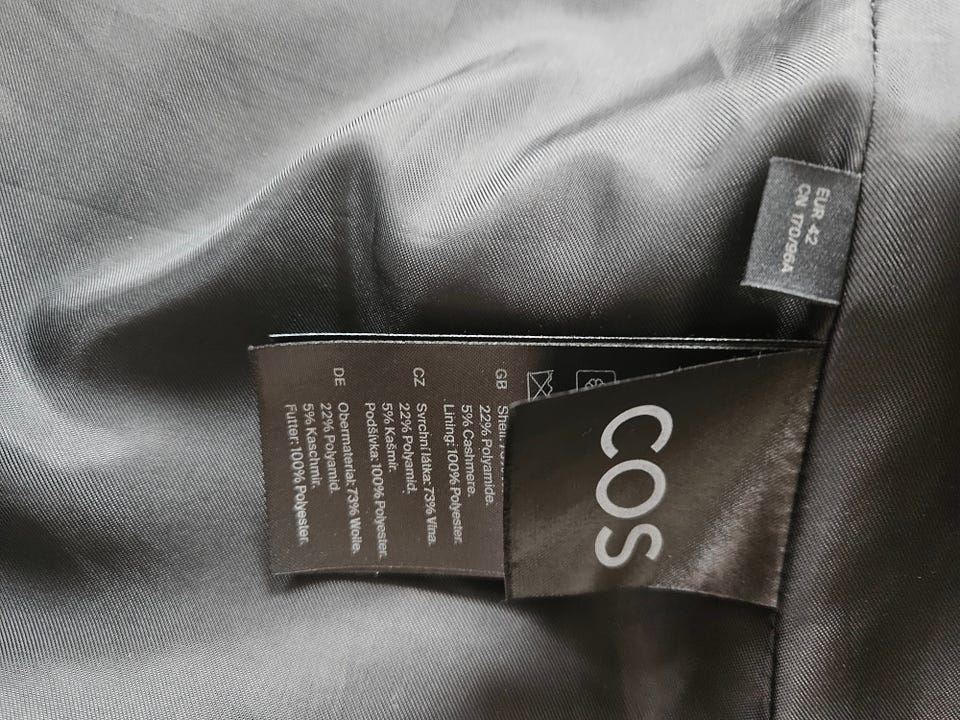 EUR 42
CN 170/96A
COS
GB Shell:
22% Polyamide.
5% Cashmere.
Lining: 100% Polyester.
CZ
Svrchní látka: 73% Vlna.
22% Polyamid.
5% Kašmír.
Podšívka: 100% Polyester.
DE
Obermaterial: 73% Wolle.
22% Polyamid.
5% Kaschmir.
Futter: 100% Polyester.